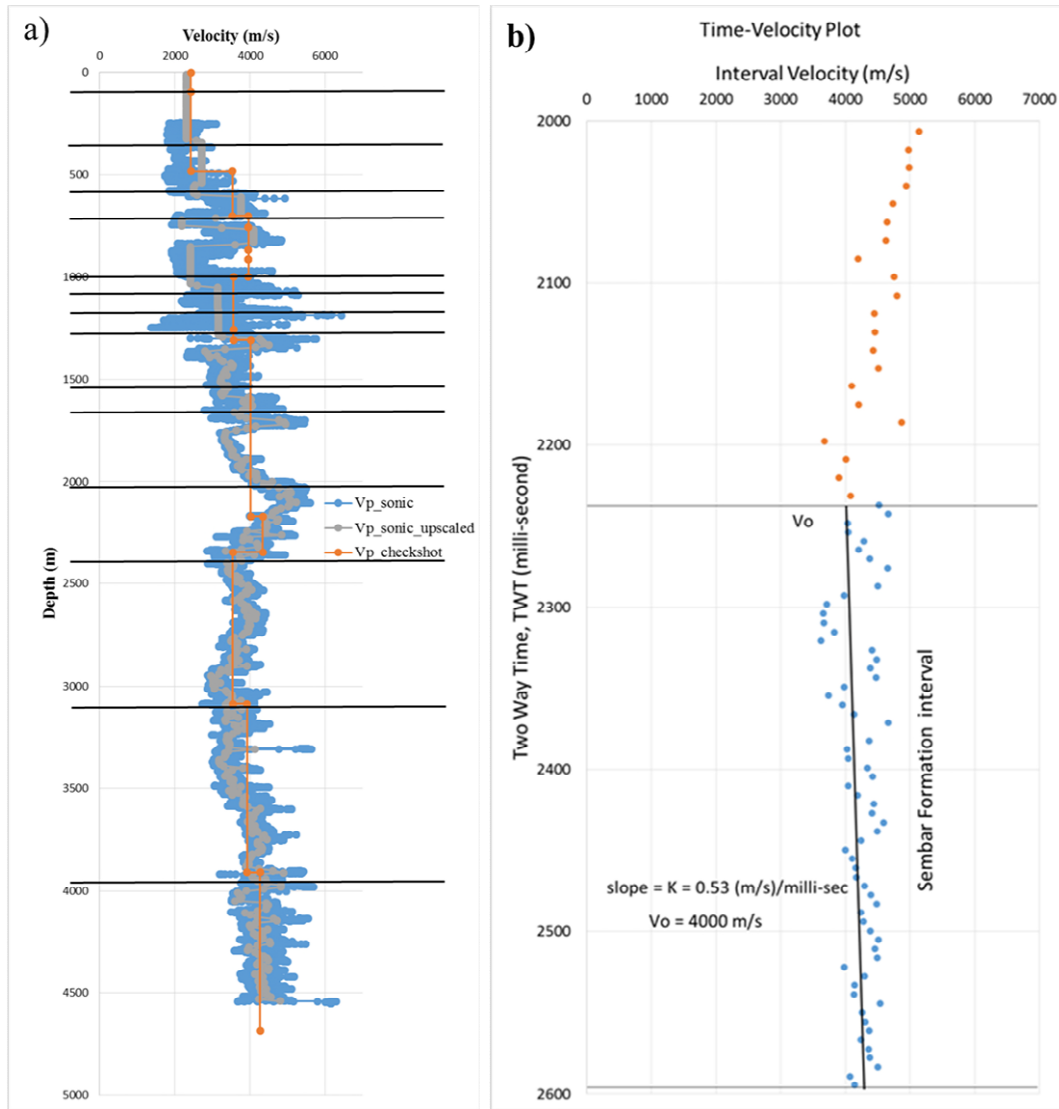 a)
Velocity (m/s)
0 2000 4000 6000
0
500
1000
1500
2000
2500
3000
3500
4000
4500
5000
Depth (m)
Vp_sonic
Vp_sonic_upscaled
Vp_checkshot
b)
Time-Velocity Plot
Interval Velocity (m/s)
0 1000 2000 3000 4000 5000 6000 7000
2000
2100
2200
2300
2400
2500
2600
Two Way Time, TWT (milli-second)
Vo
Sembar Formation interval
slope = K = 0.53 (m/s)/milli-sec
Vo = 4000 m/s